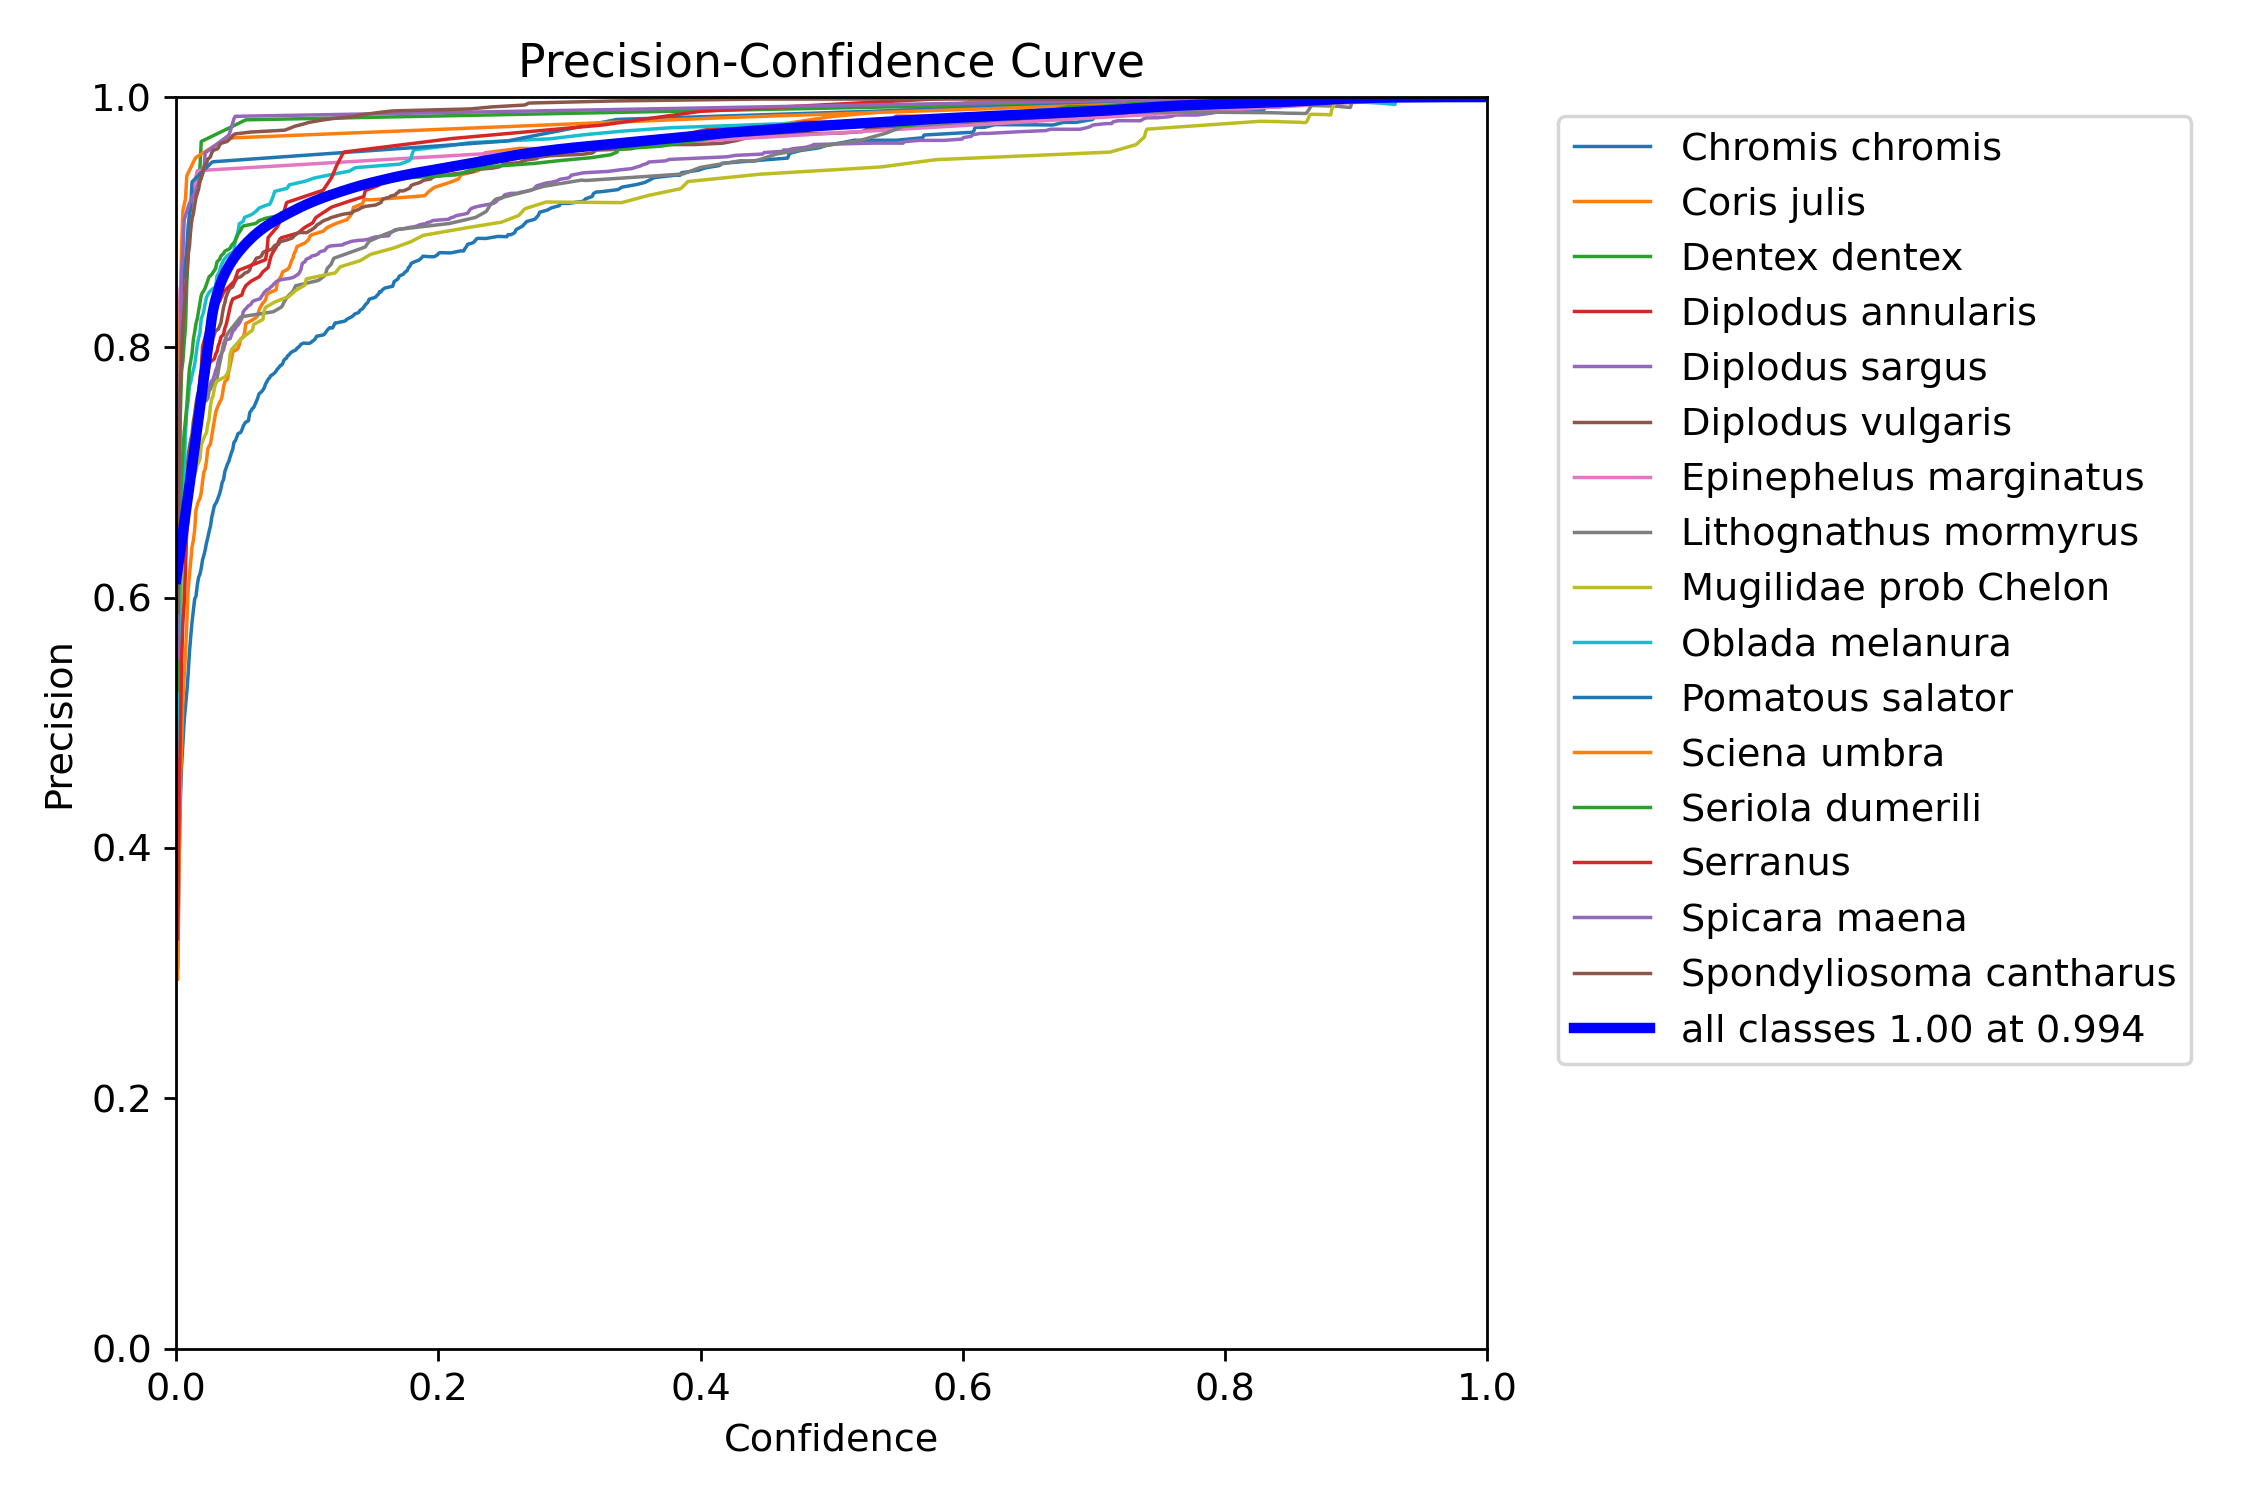 Precision-Confidence Curve
1.0
0.8
0.6
0.4
0.2
0.0
Precision
0.0 0.2 0.4 0.6 0.8 1.0
Confidence
Chromis chromis
Coris julis
Dentex dentex
Diplodus annularis
Diplodus sargus
Diplodus vulgaris
Epinephelus marginatus
Lithognathus mormyrus
Mugilidae prob Chelon
Oblada melanura
Pomatous salator
Sciena umbra
Seriola dumerili
Serranus
Spicara maena
Spondyliosoma cantharus
all classes 1.00 at 0.994